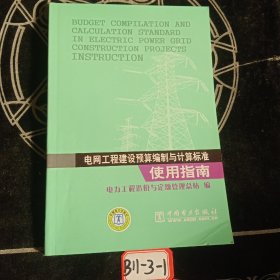 BUDGET COMPILATION AND
CALCULATION STANDARD
IN ELECTRIC POWER GRID
CONSTRUCTION PROJECTS
INSTRUCTION
电网工程建设预算编制与计算标准
使用指南
电力工程造价与定额管理总站 编
中国电力出版社
B11-3-1